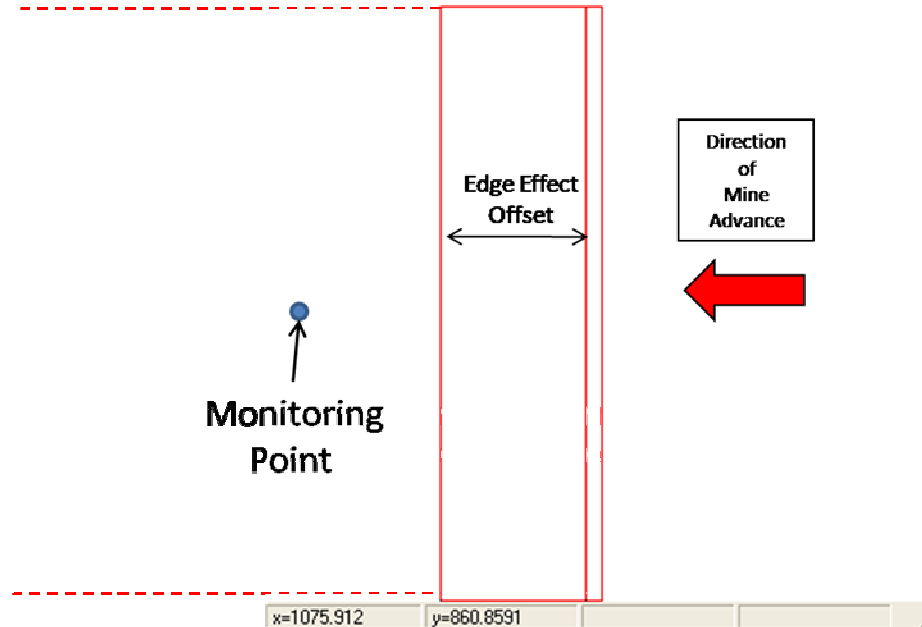 Direction
of
Mine
Advance
Edge Effect
Offset
Monitoring
Point
x=1075.912
y=860.8591